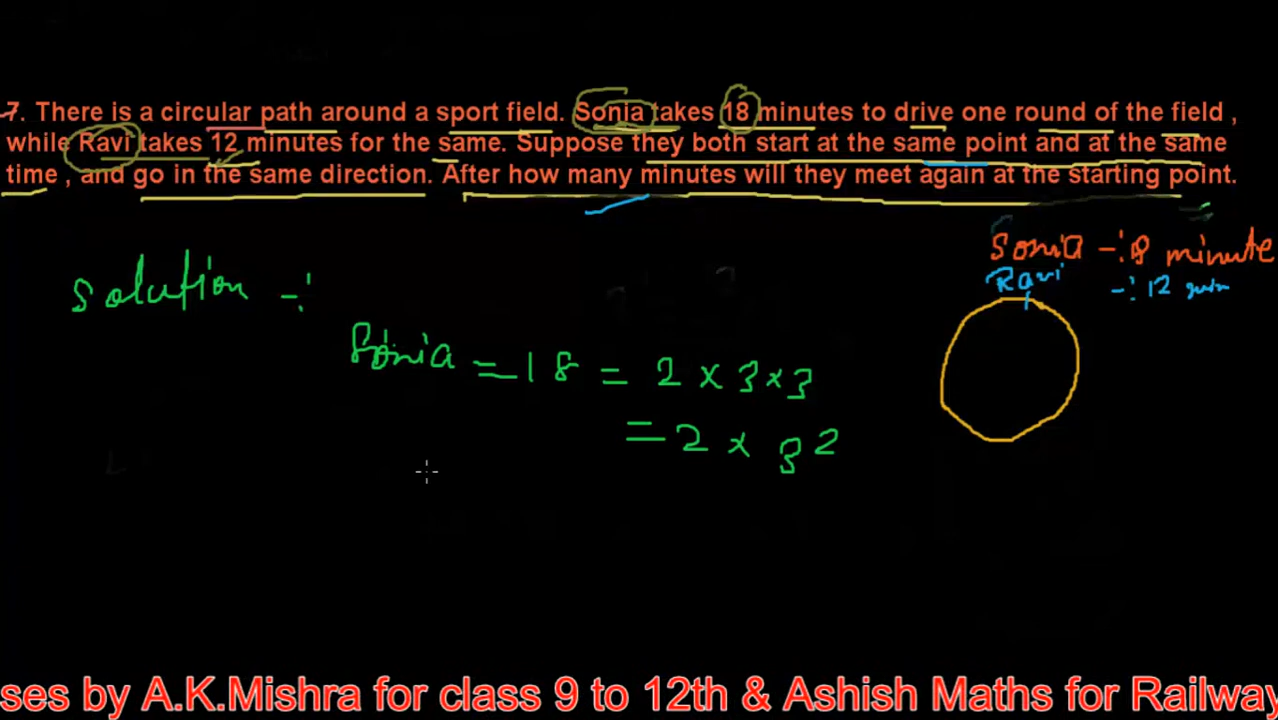 7. There is a circular path around a sport field. Sonia takes 18 minutes to drive one round of the field ,
while Ravi takes 12 minutes for the same. Suppose they both start at the same point and at the same
time , and go in the same direction. After how many minutes will they meet again at the starting point.
Sonia -:8 minute
Ravi -:12 min
Solution -:
Sonia = 18 = 2 × 3 × 3
= 2 × 3²
ses by A.K.Mishra for class 9 to 12th & Ashish Maths for Railway